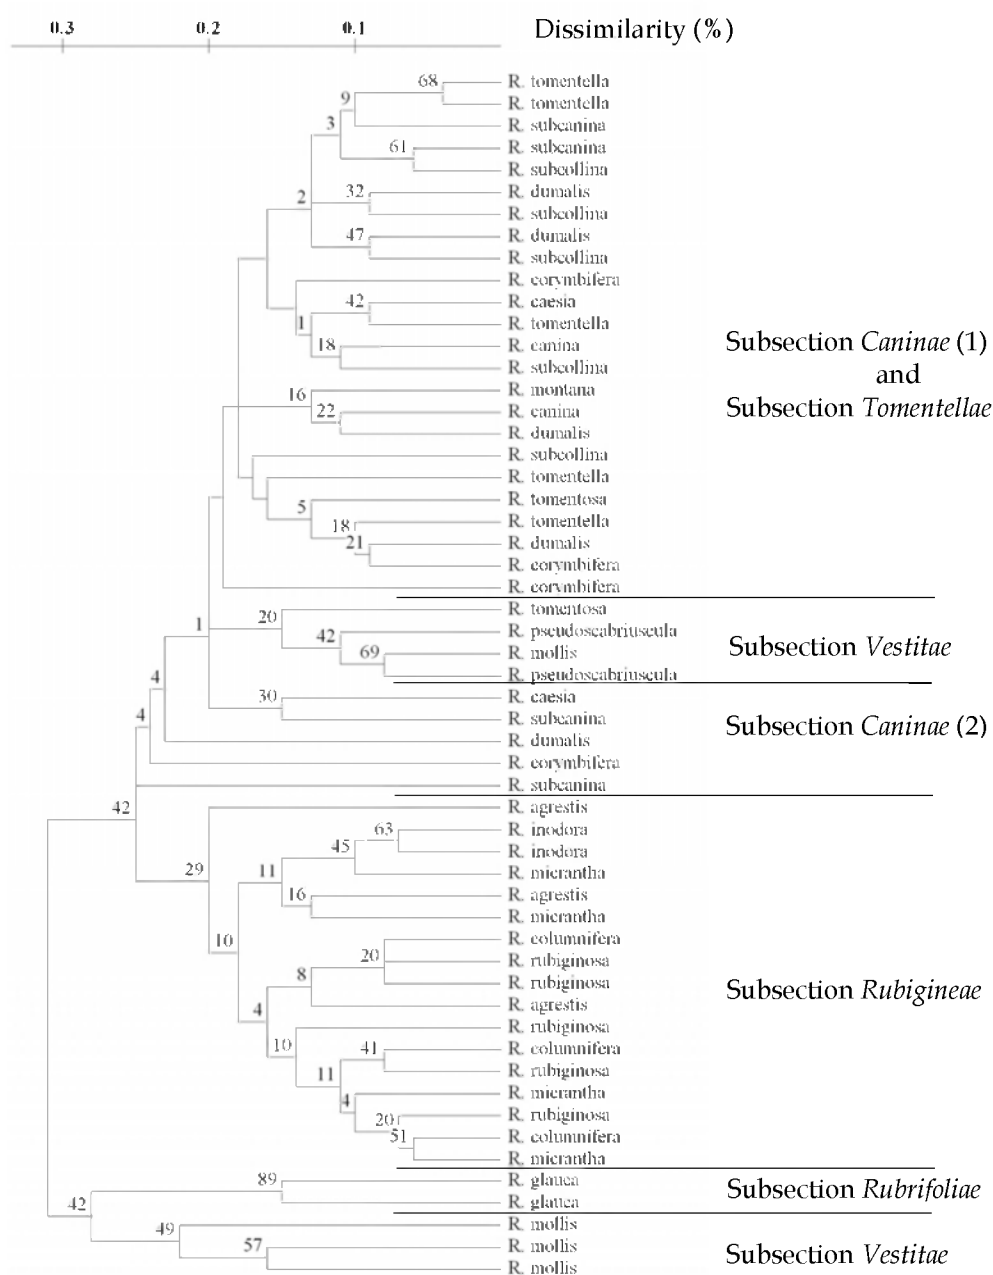 0.3 0.2 0.1 Dissimilarity (%)
68 R. tomentella
9 R. tomentella
3 R. subcanina
61 R. subcanina
R. subcollina
2 32 R. dumalis
R. subcollina
47 R. dumalis
R. subcollina
R. corymbifera
42 R. caesia
1 R. tomentella
18 R. canina
R. subcollina
Subsection Caninae (1)
and
Subsection Tomentellae
16 R. montana
22 R. canina
R. dumalis
R. subcollina
R. tomentella
5 R. tomentosa
18 R. tomentella
21 R. dumalis
R. corymbifera
R. corymbifera
20 R. tomentosa
1 42 R. pseudoscabriuscula
69 R. mollis
R. pseudoscabriuscula
Subsection Vestitae
4 30 R. caesia
4 R. subcanina
R. dumalis
R. corymbifera
R. subcanina
Subsection Caninae (2)
42 R. agrestis
63 R. inodora
45 R. inodora
29 11 R. micrantha
16 R. agrestis
R. micrantha
10 R. columnifera
20 R. rubiginosa
8 R. rubiginosa
4 R. agrestis
R. rubiginosa
10 41 R. columnifera
11 R. rubiginosa
4 R. micrantha
20 R. rubiginosa
51 R. columnifera
R. micrantha
Subsection Rubigineae
89 R. glauca
42 R. glauca
Subsection Rubrifoliae
49 R. mollis
57 R. mollis
R. mollis
Subsection Vestitae